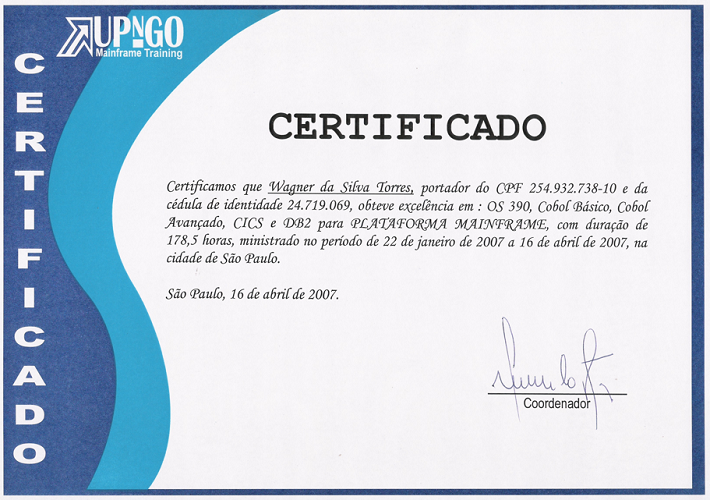 UPnGO
Mainframe Training
CERTIFICADO
CERTIFICADO
Certificamos que Wagner da Silva Torres, portador do CPF 254.932.738-10 e da
cédula de identidade 24.719.069, obteve excelência em : OS 390, Cobol Básico, Cobol
Avançado, CICS e DB2 para PLATAFORMA MAINFRAME, com duração de
178,5 horas, ministrado no período de 22 de janeiro de 2007 a 16 de abril de 2007, na
cidade de São Paulo.
São Paulo, 16 de abril de 2007.
Coordenador